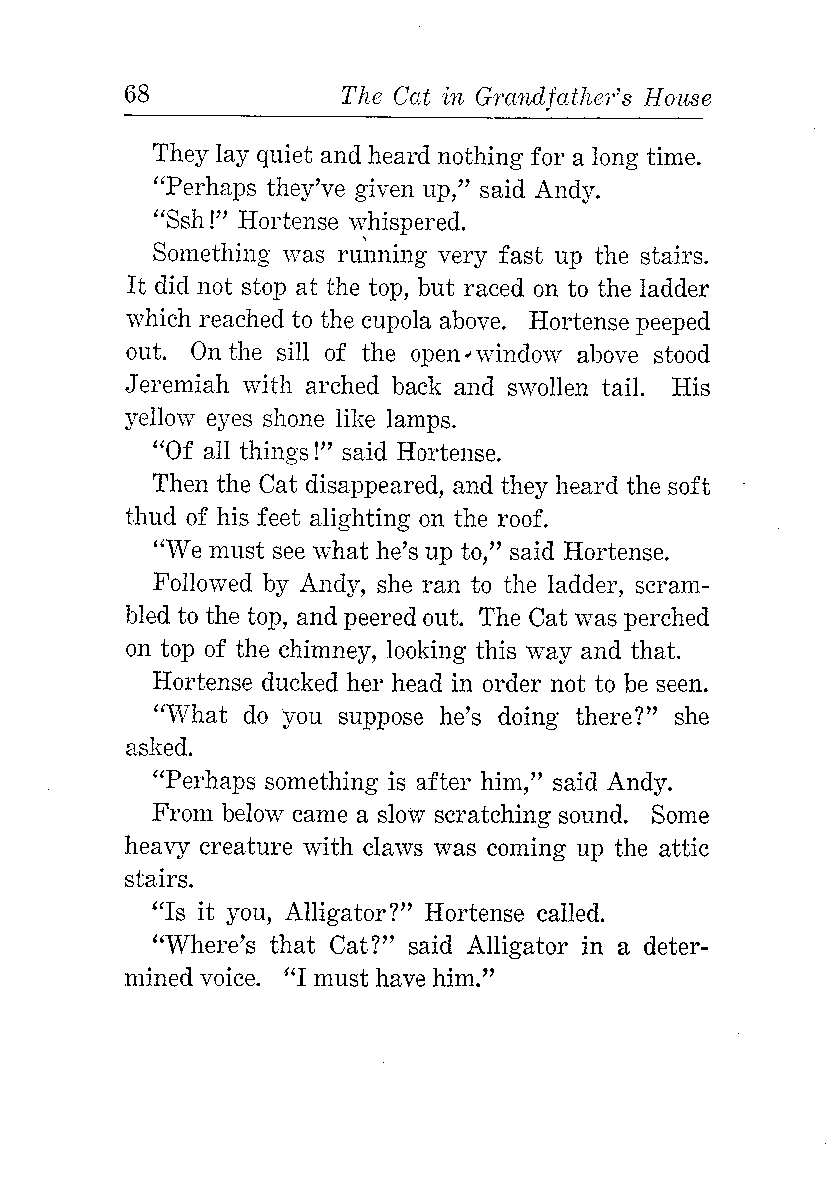 68 The Cat in Grandfather's House
They lay quiet and heard nothing for a long time.
“Perhaps they’ve given up,” said Andy.
“Ssh!” Hortense whispered.
Something was running very fast up the stairs.
It did not stop at the top, but raced on to the ladder
which reached to the cupola above. Hortense peeped
out. On the sill of the open window above stood
Jeremiah with arched back and swollen tail. His
yellow eyes shone like lamps.
“Of all things!” said Hortense.
Then the Cat disappeared, and they heard the soft
thud of his feet alighting on the roof.
“We must see what he’s up to,” said Hortense.
Followed by Andy, she ran to the ladder, scram-
bled to the top, and peered out. The Cat was perched
on top of the chimney, looking this way and that.
Hortense ducked her head in order not to be seen.
“What do you suppose he’s doing there?” she
asked.
“Perhaps something is after him,” said Andy.
From below came a slow scratching sound. Some
heavy creature with claws was coming up the attic
stairs.
“Is it you, Alligator?” Hortense called.
“Where’s that Cat?” said Alligator in a deter-
mined voice. “I must have him.”